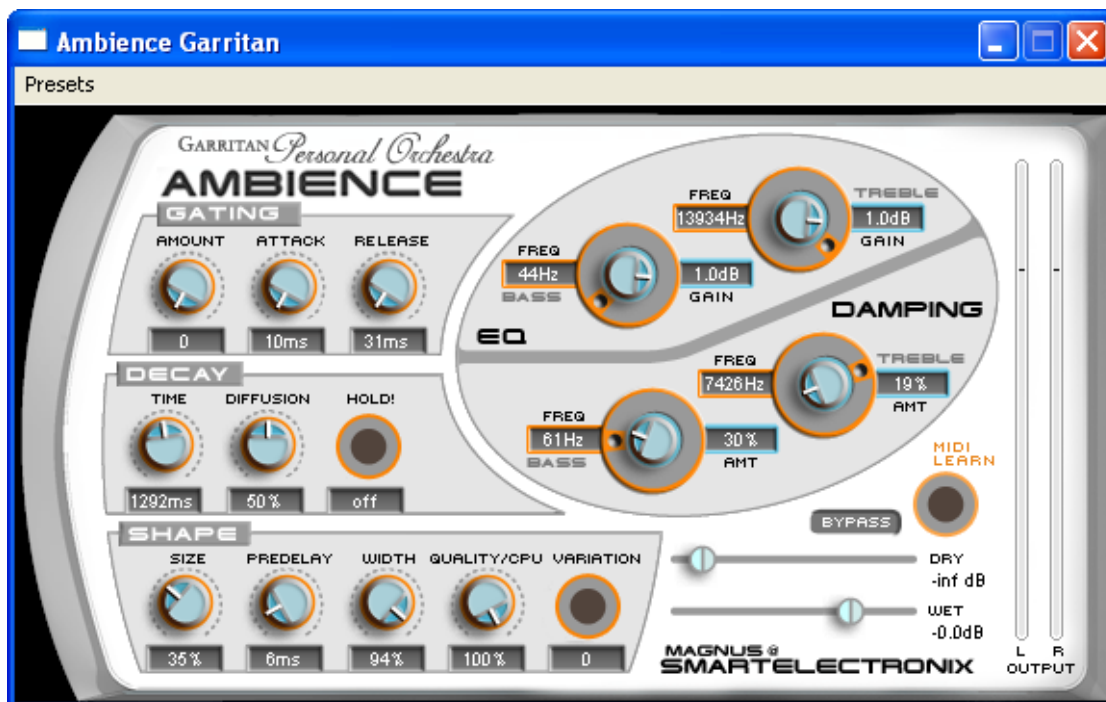 Ambience Garritan
Presets
GARRITAN Personal Orchestra
AMBIENCE
GATING
AMOUNT ATTACK RELEASE
0 10ms 31ms
DECAY
TIME DIFFUSION HOLD!
1292ms 50% off
SHAPE
SIZE PREDELAY WIDTH QUALITY/CPU VARIATION
35% 6ms 94% 100% 0
FREQ TREBLE
13934Hz 1.0dB
GAIN
FREQ
44Hz 1.0dB
BASS GAIN
EQ
DAMPING
FREQ TREBLE
7426Hz 19%
AMT
FREQ
61Hz 30%
BASS AMT
MIDI
LEARN
BYPASS
DRY
-inf dB
WET
-0.0dB
MAGNUS @
SMARTELECTRONIX
L R
OUTPUT